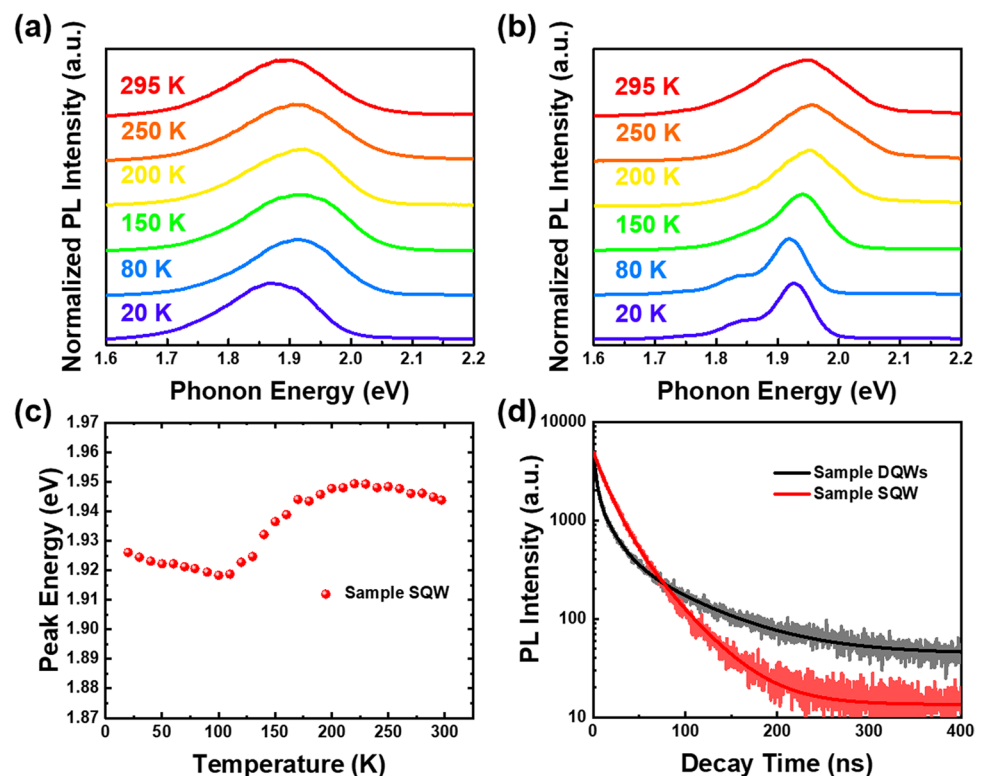 (a)
Normalized PL Intensity (a.u.)
295 K
250 K
200 K
150 K
80 K
20 K
1.6 1.7 1.8 1.9 2.0 2.1 2.2
Phonon Energy (eV)
(b)
Normalized PL Intensity (a.u.)
295 K
250 K
200 K
150 K
80 K
20 K
1.6 1.7 1.8 1.9 2.0 2.1 2.2
Phonon Energy (eV)
(c)
Peak Energy (eV)
1.97
1.96
1.95
1.94
1.93
1.92
1.91
1.90
1.89
1.88
1.87
Sample SQW
0 50 100 150 200 250 300
Temperature (K)
(d)
PL Intensity (a.u.)
10000
1000
100
10
Sample DQWs
Sample SQW
0 100 200 300 400
Decay Time (ns)